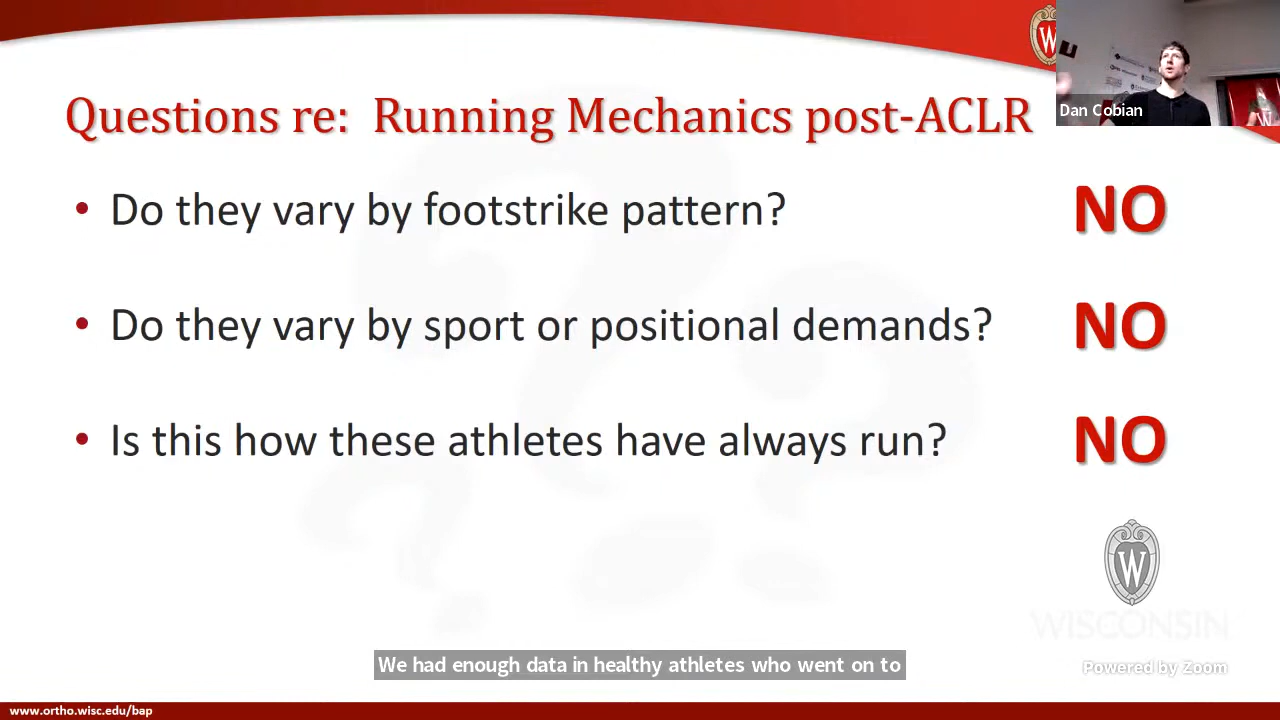 W
Dan Cobian
Questions re: Running Mechanics post-ACLR
• Do they vary by footstrike pattern? NO
• Do they vary by sport or positional demands? NO
• Is this how these athletes have always run? NO
W
WISCONSIN
We had enough data in healthy athletes who went on to
Powered by Zoom
www.ortho.wisc.edu/bap